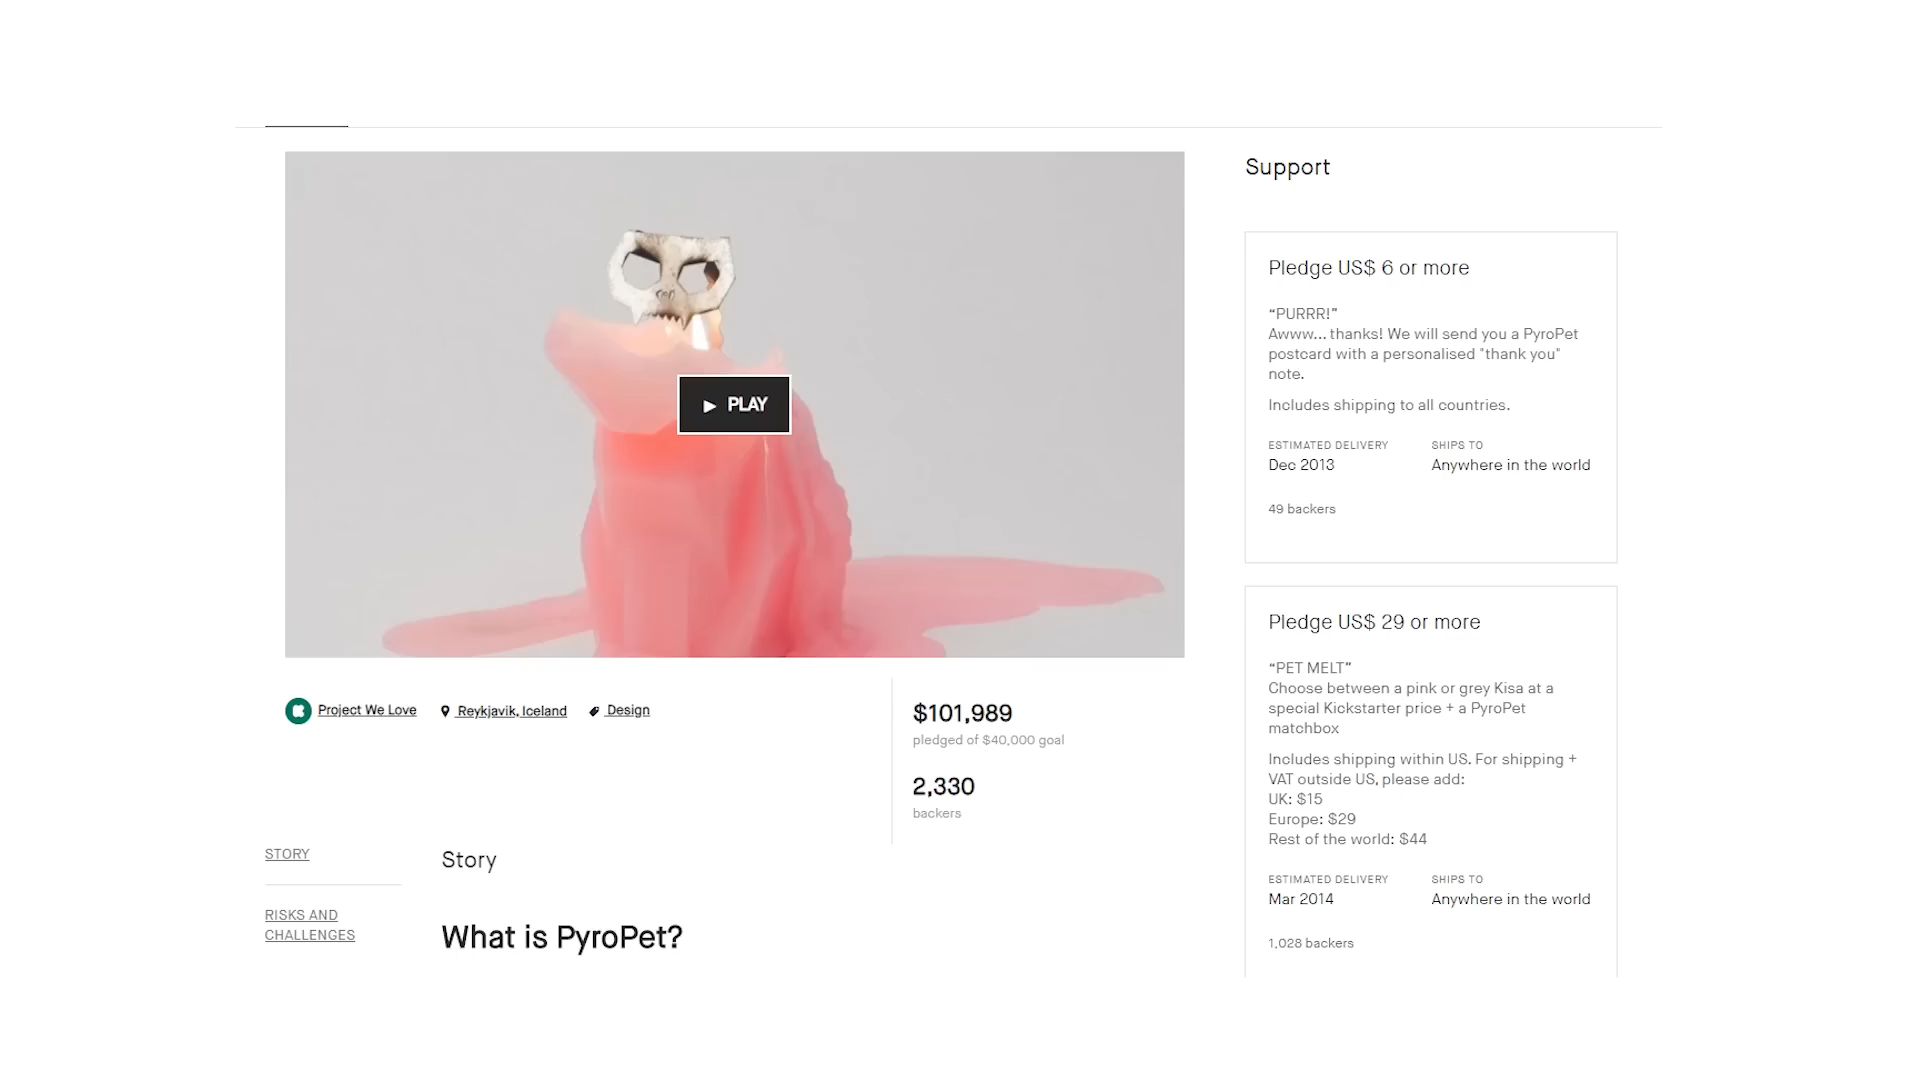 PLAY
Project We Love
Reykjavik, Iceland
Design
$101,989
pledged of $40,000 goal
2,330
backers
STORY
RISKS AND
CHALLENGES
Story
What is PyroPet?
Support
Pledge US$ 6 or more
“PURRR!”
Awww... thanks! We will send you a PyroPet
postcard with a personalised "thank you"
note.
Includes shipping to all countries.
ESTIMATED DELIVERY SHIPS TO
Dec 2013 Anywhere in the world
49 backers
Pledge US$ 29 or more
“PET MELT”
Choose between a pink or grey Kisa at a
special Kickstarter price + a PyroPet
matchbox
Includes shipping within US. For shipping +
VAT outside US, please add:
UK: $15
Europe: $29
Rest of the world: $44
ESTIMATED DELIVERY SHIPS TO
Mar 2014 Anywhere in the world
1,028 backers